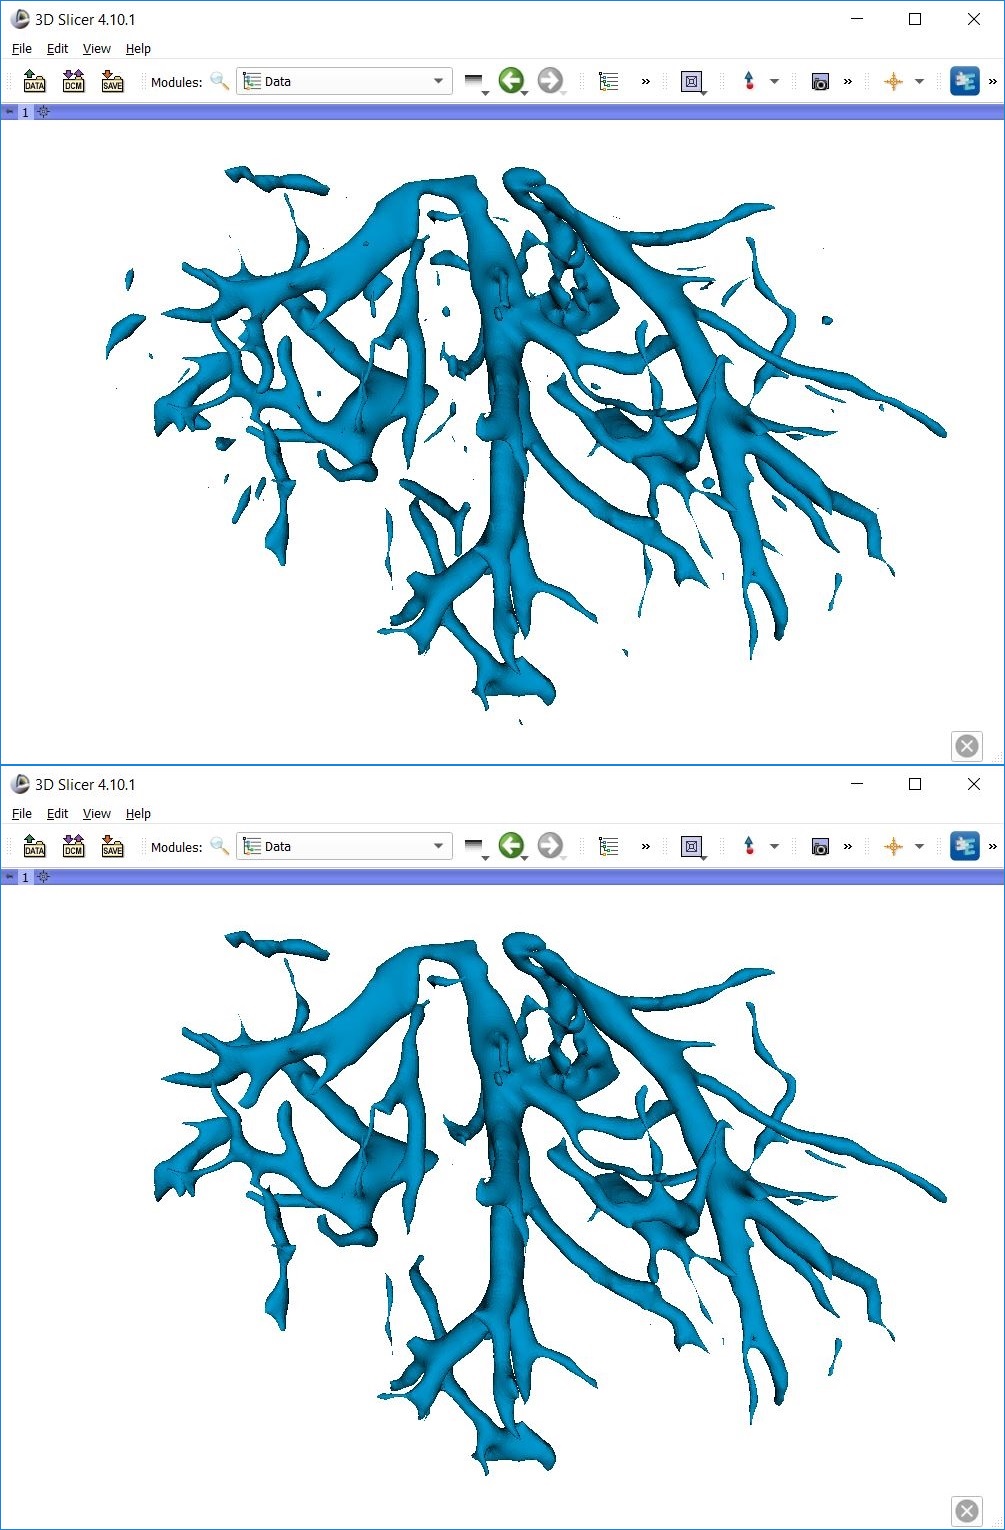 3D Slicer 4.10.1
File Edit View Help
DATA DCM SAVE Modules: Data »  » »
1
3D Slicer 4.10.1
File Edit View Help
DATA DCM SAVE Modules: Data » » »
1